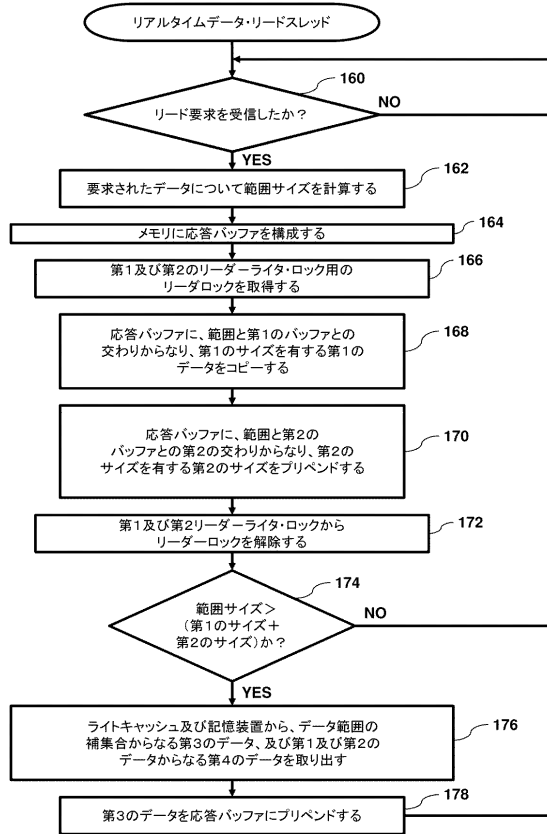 リアルタイムデータ・リードスレッド
160
リード要求を受信したか？
NO
YES
要求されたデータについて範囲サイズを計算する
162
メモリに応答バッファを構成する
164
第1及び第2のリーダーライタ・ロック用の
リーダロックを取得する
166
応答バッファに、範囲と第1のバッファとの
交わりからなり、第1のサイズを有する第1の
データをコピーする
168
応答バッファに、範囲と第2の
バッファとの第2の交わりからなり、第2の
サイズを有する第2のサイズをプリペンドする
170
第1及び第2リーダーライタ・ロックから
リーダーロックを解除する
172
174
範囲サイズ＞
（第1のサイズ＋
第2のサイズ）か？
NO
YES
ライトキャッシュ及び記憶装置から、データ範囲の
補集合からなる第3のデータ、及び第1及び第2の
データからなる第4のデータを取り出す
176
第3のデータを応答バッファにプリペンドする
178